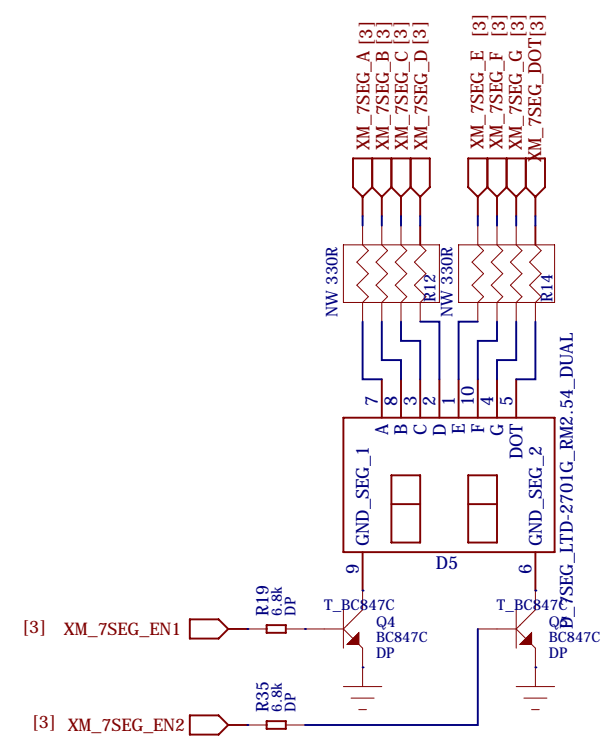 XM_7SEG_A [3]
XM_7SEG_B [3]
XM_7SEG_C [3]
XM_7SEG_D [3]
XM_7SEG_E [3]
XM_7SEG_F [3]
XM_7SEG_G [3]
XM_7SEG_DOT[3]
NW 330R
R12
NW 330R
R14
7
8
3
2
1
10
4
5
A
B
C
D
E
F
G
DOT
GND_SEG_1
GND_SEG_2
D_7SEG_LTD-2701G_RM2.54_DUAL
D5
9
6
[3] XM_7SEG_EN1
R19
6.8k
DP
T_BC847C
Q4
BC847C
DP
T_BC847C
BC847C
DP
[3] XM_7SEG_EN2
R35
6.8k
DP